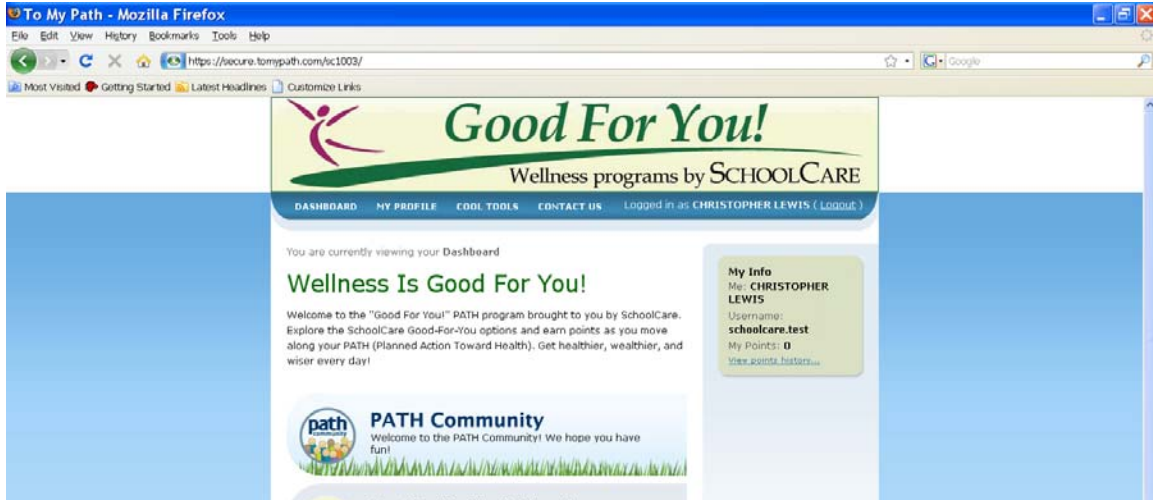 To My Path - Mozilla Firefox
File Edit View History Bookmarks Tools Help
https://secure.tomypath.com/sc1003/
Google
Most Visited Getting Started Latest Headlines Customize Links
Good For You!
Wellness programs by SCHOOLCARE
DASHBOARD MY PROFILE COOL TOOLS CONTACT US Logged in as CHRISTOPHER LEWIS ( Logout )
You are currently viewing your Dashboard
Wellness Is Good For You!
Welcome to the "Good For You!" PATH program brought to you by SchoolCare.
Explore the SchoolCare Good-For-You options and earn points as you move
along your PATH (Planned Action Toward Health). Get healthier, wealthier, and
wiser every day!
My Info
Me: CHRISTOPHER
LEWIS
Username:
schoolcare.test
My Points: 0
View points history...
path
community
PATH Community
Welcome to the PATH Community! We hope you have
fun!